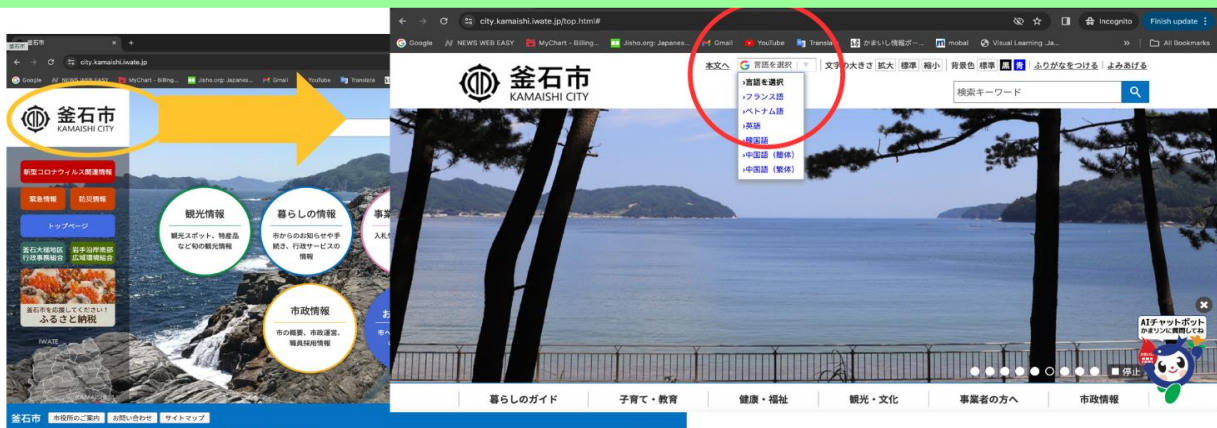 釜石市
city.kamaishi.iwate.jp
Google
NEWS WEB EASY
MyChart - Billing...
Jisho.org: Japanes...
Gmail
YouTube
Translate
釜石市
KAMAISHI CITY
新型コロナウィルス関連情報
緊急情報
防災情報
トップページ
釜石大槌地区
行政事務組合
岩手沿岸南部
広域環境組合
釜石市を応援してください!
ふるさと納税
IWATE
KAMAISHI
観光情報
観光スポット、特産品
など旬の観光情報
暮らしの情報
市からのお知らせや手
続き、行政サービスの
情報
市政情報
市の概要、市政運営、
職員採用情報
釜石市
市役所のご案内
お問い合わせ
サイトマップ
city.kamaishi.iwate.jp/top.html#
Incognito
Finish update
Google
NEWS WEB EASY
MyChart - Billing...
Jisho.org: Japanes...
Gmail
YouTube
Translate
かまいし情報ポー...
mobal
Visual Learning -Ja...
All Bookmarks
釜石市
KAMAISHI CITY
本文へ
言語を選択
文字の大きさ 拡大 標準 縮小
背景色 標準 黒 青
ふりがなをつける
よみあげる
検索キーワード
›言語を選択
›フランス語
›ベトナム語
›英語
›韓国語
›中国語(簡体)
›中国語(繁体)
AIチャットボット
かまリンに質問してね
停止
暮らしのガイド
子育て・教育
健康・福祉
観光・文化
事業者の方へ
市政情報